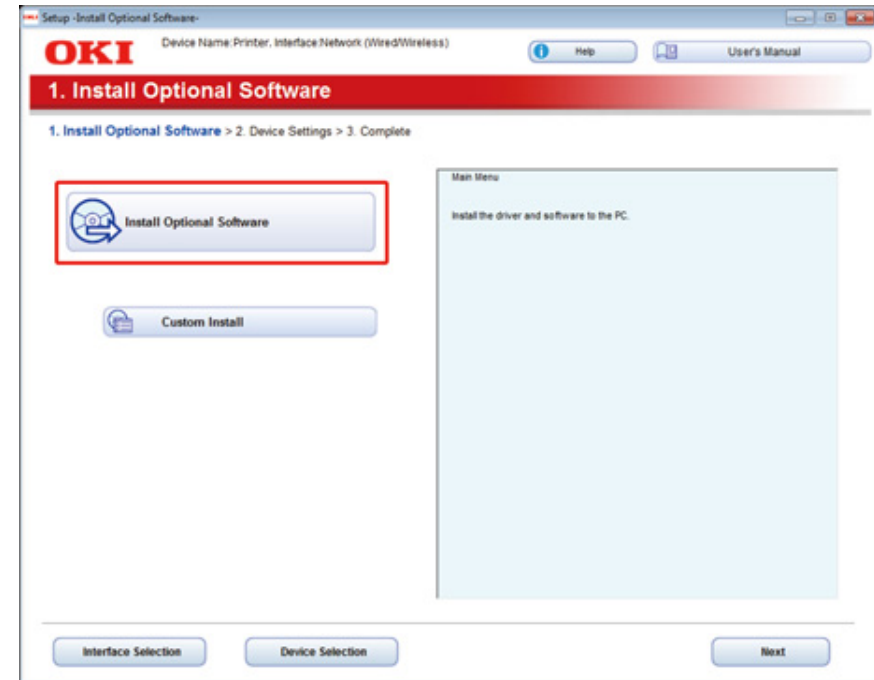 Setup -Install Optional Software-
OKI
Device Name:Printer, Interface:Network (Wired/Wireless)
Help
User's Manual
1. Install Optional Software
1. Install Optional Software > 2. Device Settings > 3. Complete
Install Optional Software
Custom Install
Main Menu
Install the driver and software to the PC.
Interface Selection
Device Selection
Next